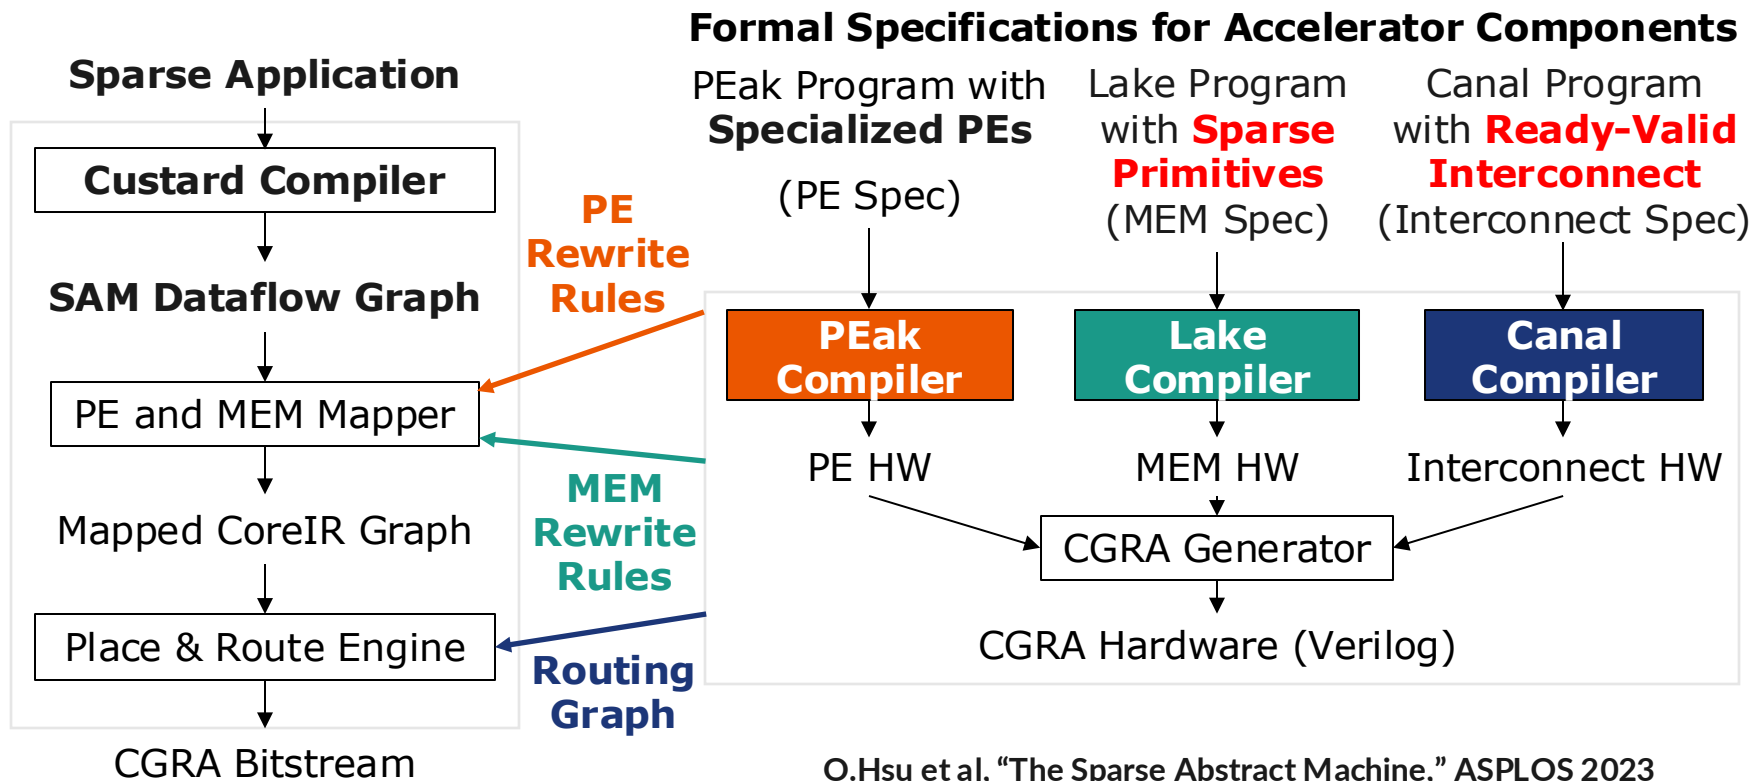 Formal Specifications for Accelerator Components
Sparse Application
Custard Compiler
SAM Dataflow Graph
PE and MEM Mapper
Mapped CoreIR Graph
Place & Route Engine
CGRA Bitstream
PE
Rewrite
Rules
MEM
Rewrite
Rules
Routing
Graph
PEak Program with
Specialized PEs
(PE Spec)
Lake Program
with Sparse
Primitives
(MEM Spec)
Canal Program
with Ready-Valid
Interconnect
(Interconnect Spec)
PEak
Compiler
Lake
Compiler
Canal
Compiler
PE HW
MEM HW
Interconnect HW
CGRA Generator
CGRA Hardware (Verilog)
O.Hsu et al, “The Sparse Abstract Machine,” ASPLOS 2023